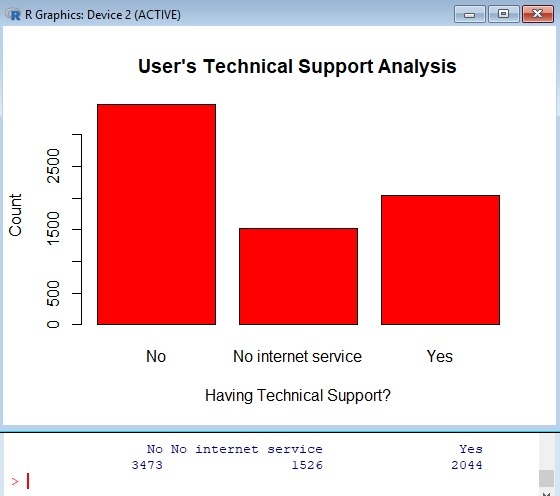 R Graphics: Device 2 (ACTIVE)
User's Technical Support Analysis
Count
2500
1500
500
0
No No internet service Yes
Having Technical Support?
No No internet service Yes
3473 1526 2044
>